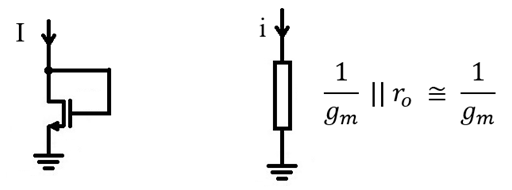 I
i
1/g_m || r_o ≅ 1/g_m